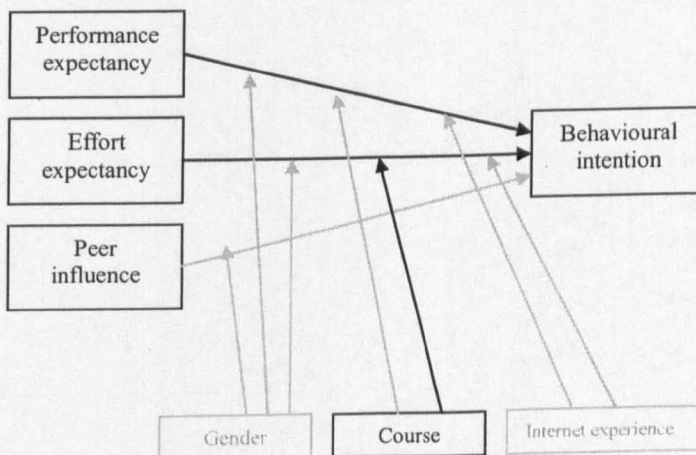 Performance
expectancy
Effort
expectancy
Behavioural
intention
Peer
influence
Gender
Course
Internet experience